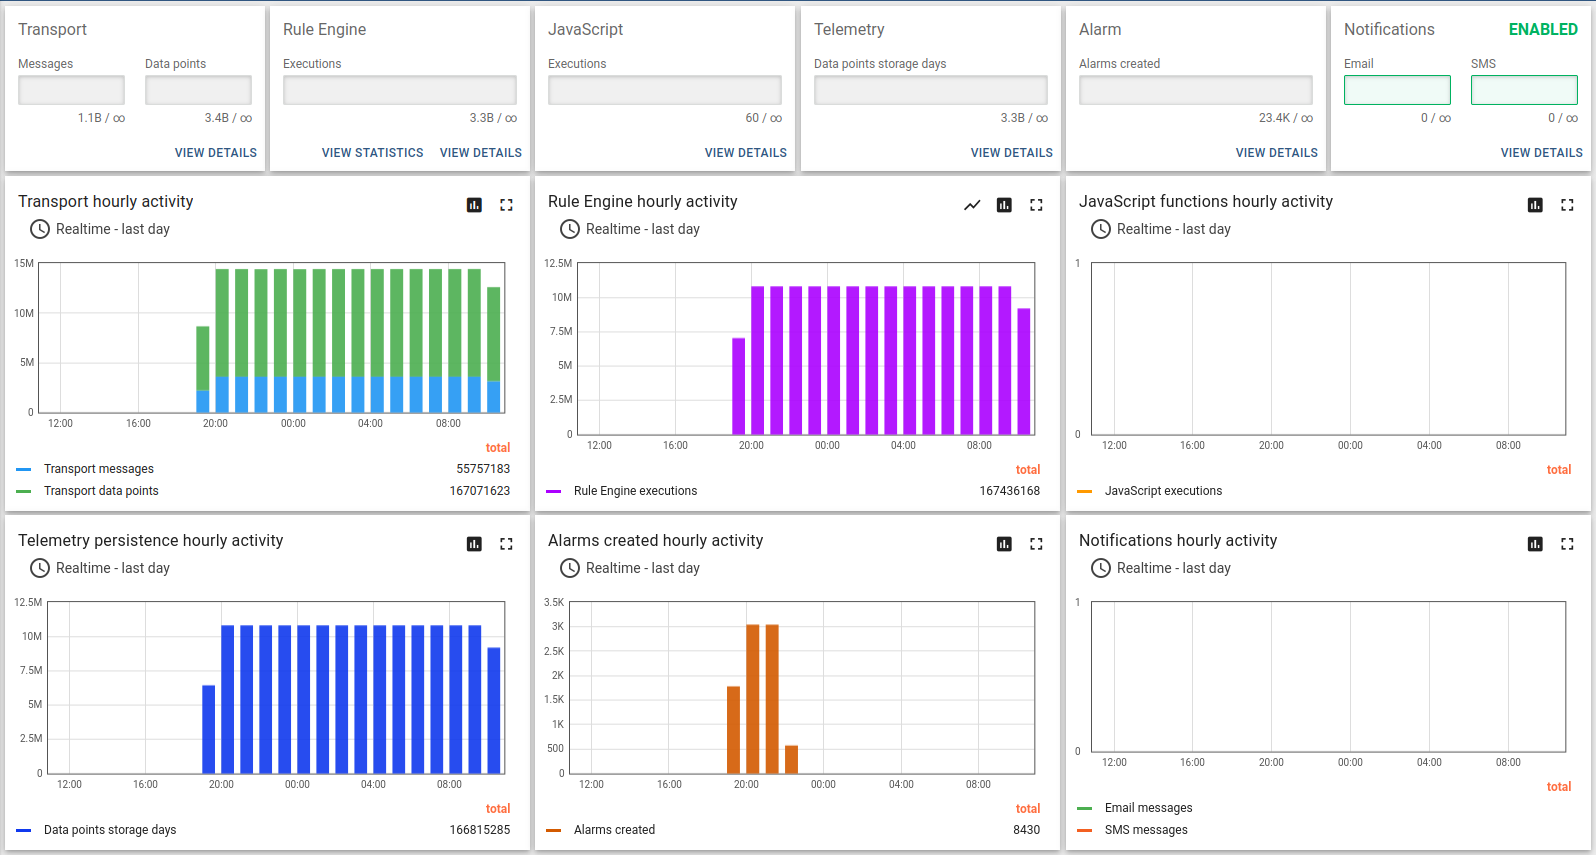 Transport
Messages
Data points
1.1B / ∞
3.4B / ∞
VIEW DETAILS
Rule Engine
Executions
3.3B / ∞
VIEW STATISTICS
VIEW DETAILS
JavaScript
Executions
60 / ∞
VIEW DETAILS
Telemetry
Data points storage days
3.3B / ∞
VIEW DETAILS
Alarm
Alarms created
23.4K / ∞
VIEW DETAILS
Notifications
ENABLED
Email
SMS
0 / ∞
0 / ∞
VIEW DETAILS
Transport hourly activity
Realtime - last day
15M
10M
5M
0
12:00 16:00 20:00 00:00 04:00 08:00
total
Transport messages 55757183
Transport data points 167071623
Rule Engine hourly activity
Realtime - last day
12.5M
10M
7.5M
5M
2.5M
0
12:00 16:00 20:00 00:00 04:00 08:00
total
Rule Engine executions 167436168
JavaScript functions hourly activity
Realtime - last day
1
0
12:00 16:00 20:00 00:00 04:00 08:00
total
JavaScript executions
Telemetry persistence hourly activity
Realtime - last day
12.5M
10M
7.5M
5M
2.5M
0
12:00 16:00 20:00 00:00 04:00 08:00
total
Data points storage days 166815285
Alarms created hourly activity
Realtime - last day
3.5K
3K
2.5K
2K
1.5K
1K
500
0
12:00 16:00 20:00 00:00 04:00 08:00
total
Alarms created 8430
Notifications hourly activity
Realtime - last day
1
0
12:00 16:00 20:00 00:00 04:00 08:00
total
Email messages
SMS messages